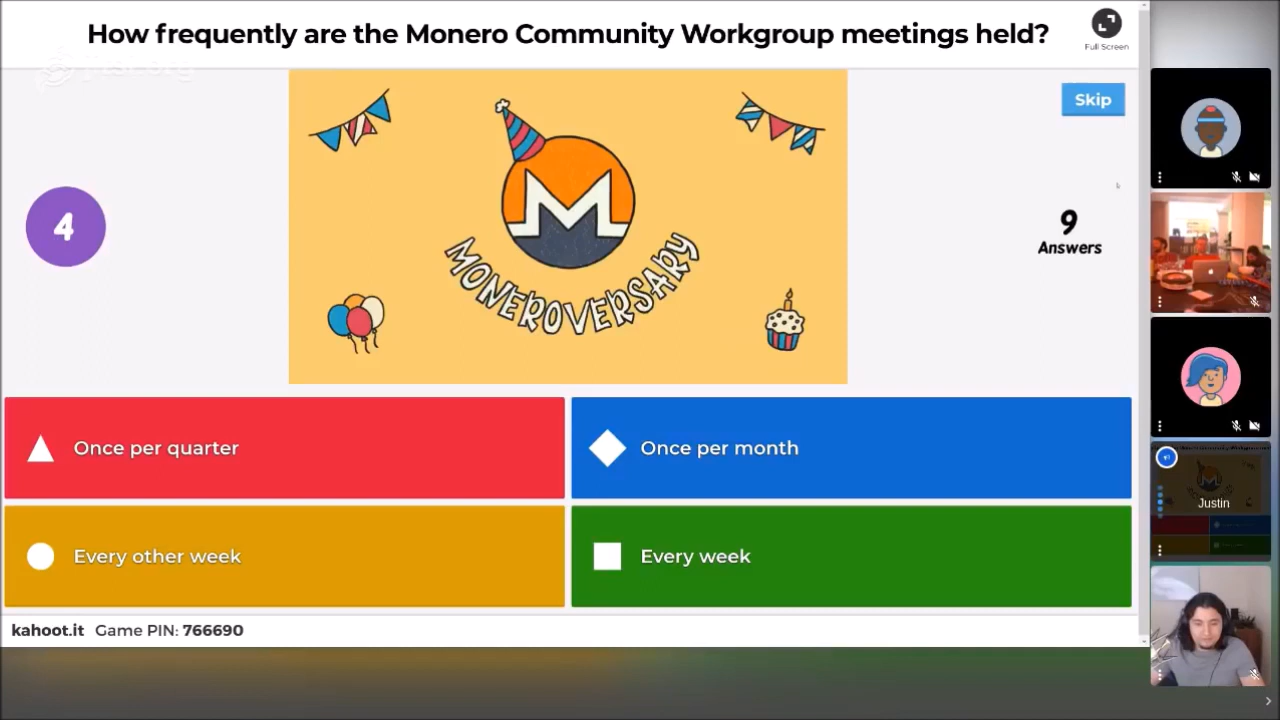 How frequently are the Monero Community Workgroup meetings held?
Full Screen
Skip
4
MONEROVERSARY
9
Answers
Once per quarter
Once per month
Every other week
Every week
kahoot.it Game PIN: 766690
Justin